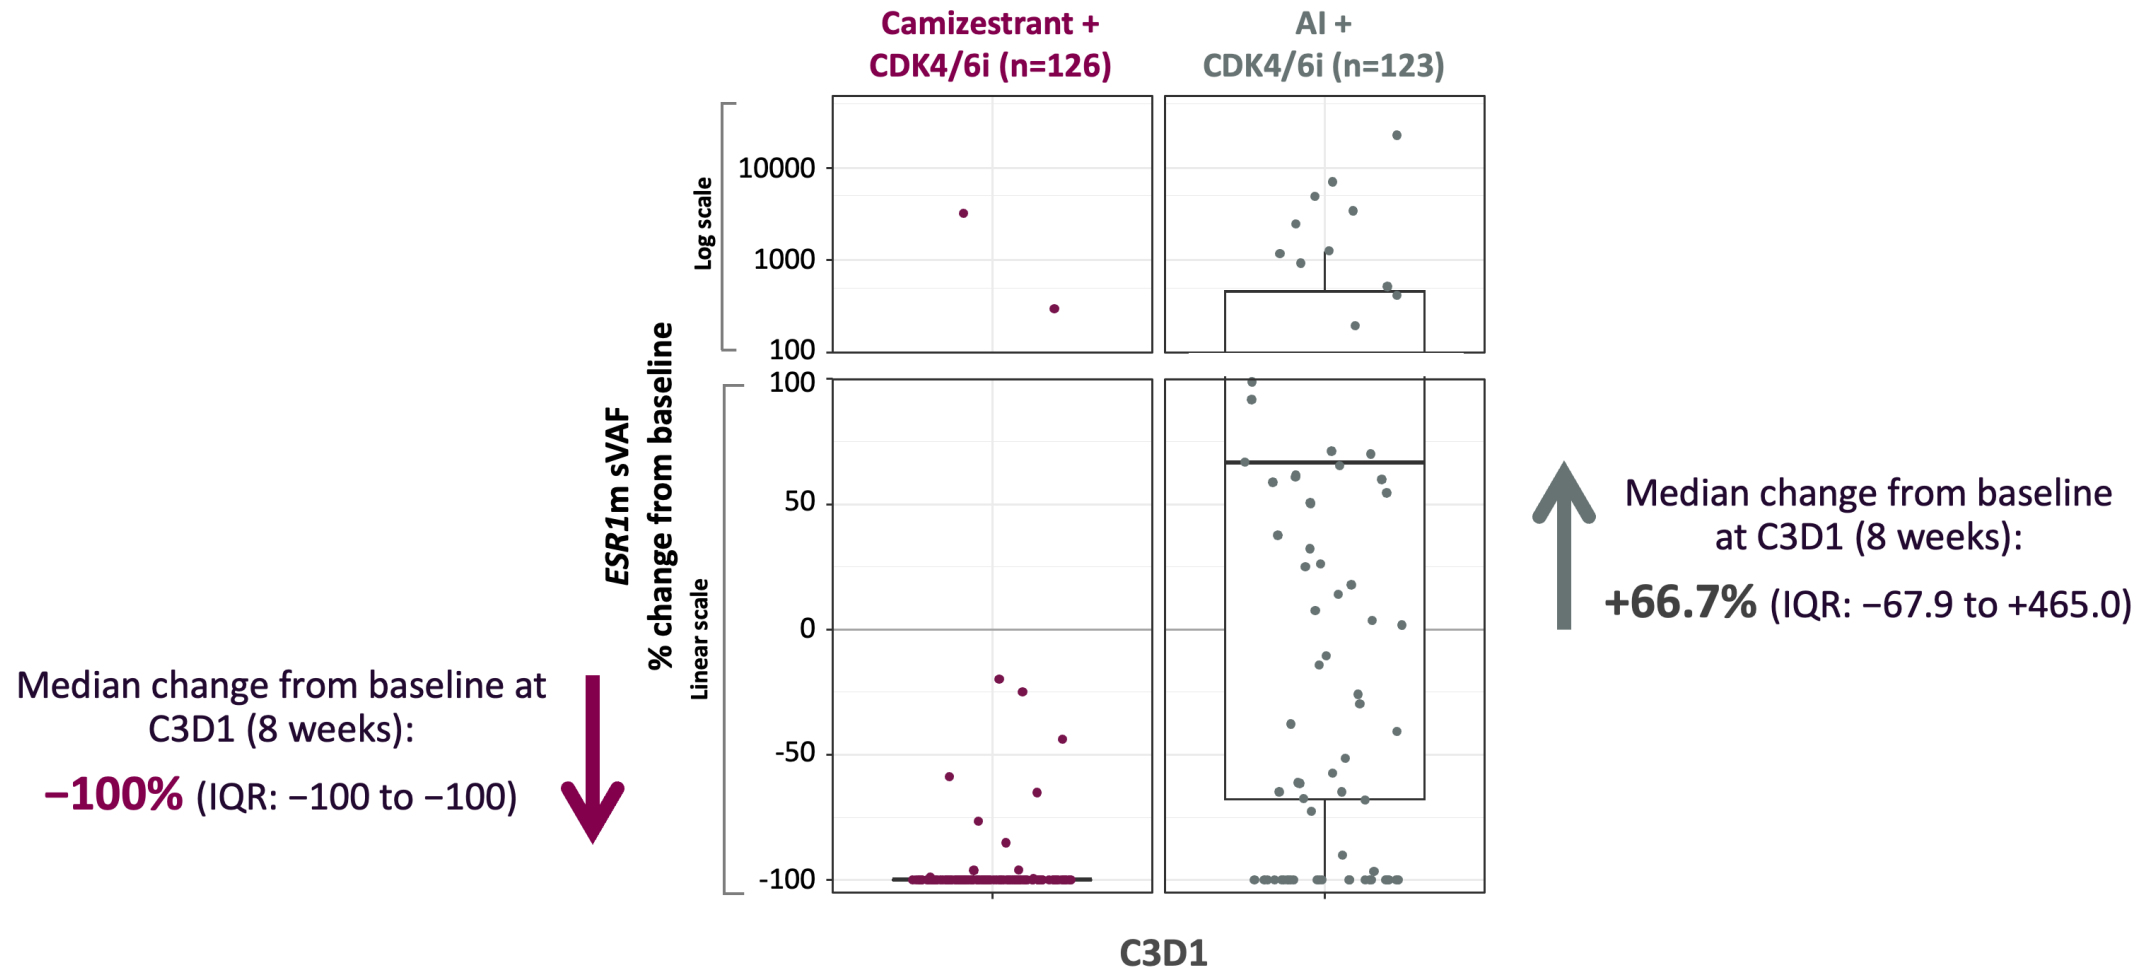 Camizestrant +
CDK4/6i (n=126)
AI +
CDK4/6i (n=123)
Log scale
10000
1000
100
ESR1m sVAF
% change from baseline
Linear scale
100
50
0
-50
-100
C3D1
Median change from baseline at
C3D1 (8 weeks):
−100% (IQR: −100 to −100)
Median change from baseline
at C3D1 (8 weeks):
+66.7% (IQR: −67.9 to +465.0)